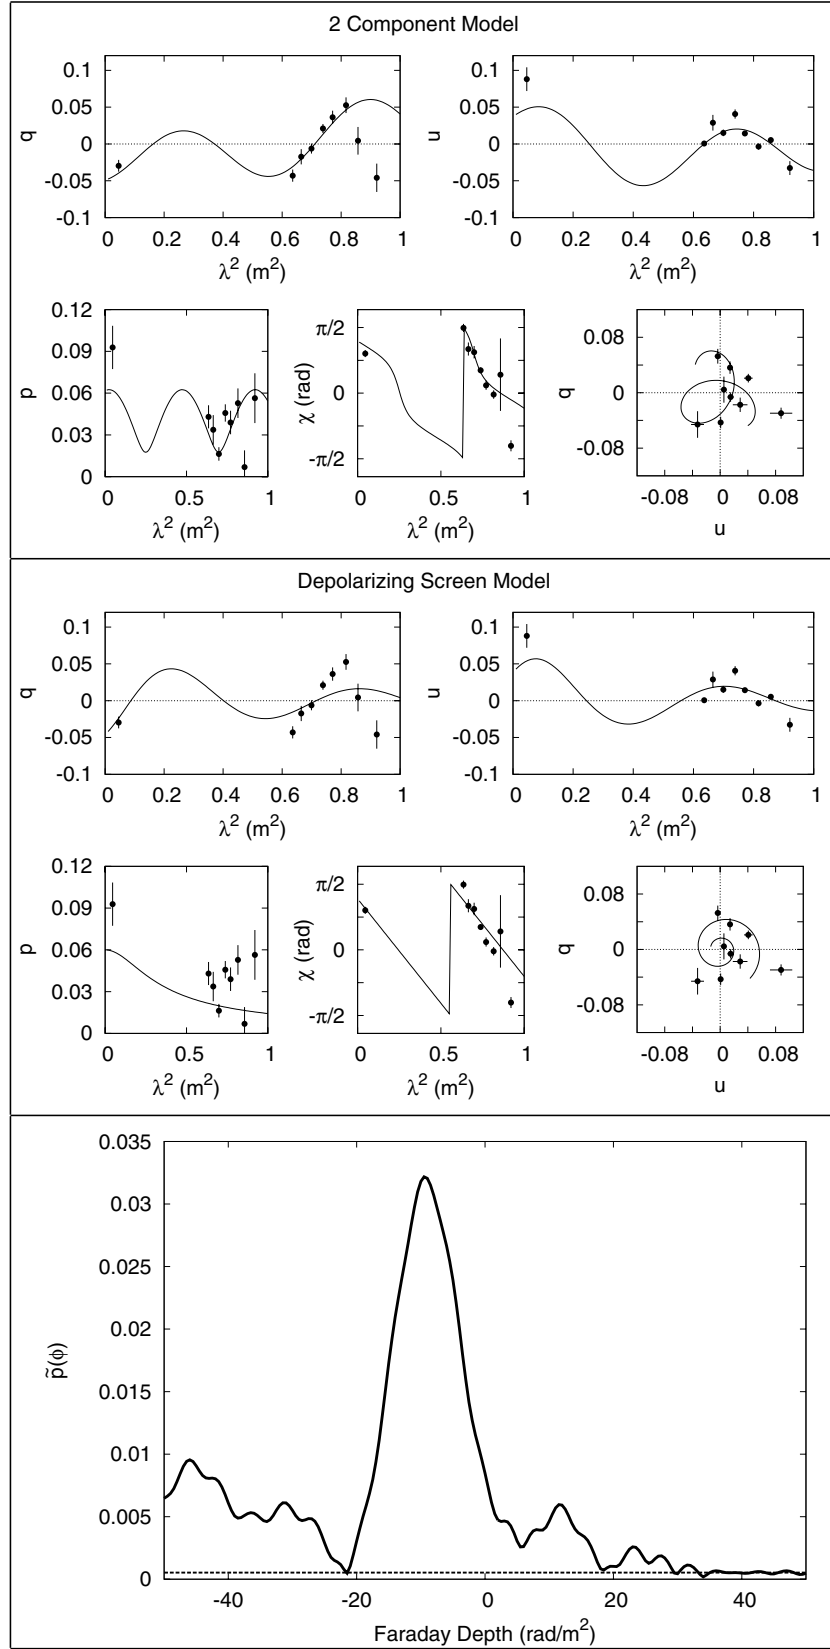 2 Component Model
0.1
0.05
0
-0.05
-0.1
q
0 0.2 0.4 0.6 0.8 1
λ² (m²)
0.1
0.05
0
-0.05
-0.1
u
0 0.2 0.4 0.6 0.8 1
λ² (m²)
0.12
0.09
0.06
0.03
0
p
0 0.5 1
λ² (m²)
π/2
0
-π/2
χ (rad)
0 0.5 1
λ² (m²)
0.08
0
-0.08
q
-0.08 0 0.08
u
Depolarizing Screen Model
0.1
0.05
0
-0.05
-0.1
q
0 0.2 0.4 0.6 0.8 1
λ² (m²)
0.1
0.05
0
-0.05
-0.1
u
0 0.2 0.4 0.6 0.8 1
λ² (m²)
0.12
0.09
0.06
0.03
0
p
0 0.5 1
λ² (m²)
π/2
0
-π/2
χ (rad)
0 0.5 1
λ² (m²)
0.08
0
-0.08
q
-0.08 0 0.08
u
0.035
0.03
0.025
0.02
0.015
0.01
0.005
0
p̃(ϕ)
-40 -20 0 20 40
Faraday Depth (rad/m²)